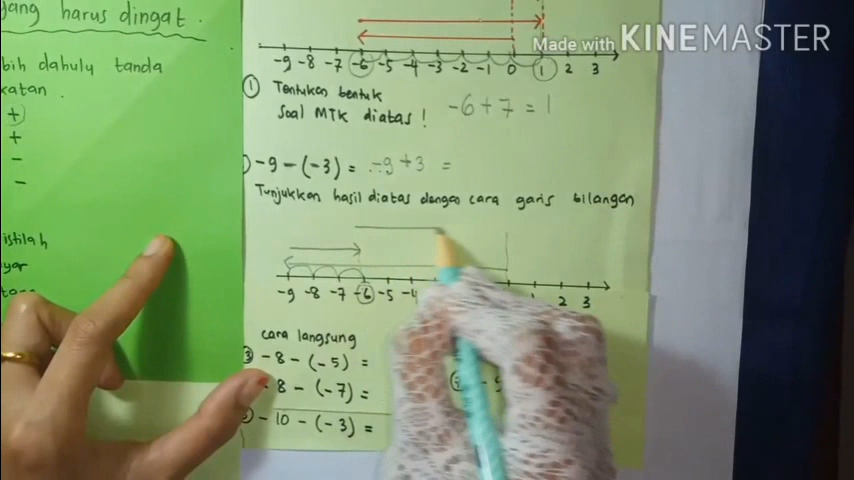 yang harus dingat.
bih dahulu tanda
katan.
+
+
-
-
istilah
Made with KINEMASTER
-9 -8 -7 -6 -5 -4 -3 -2 -1 0 1 2 3
① Tentukan bentuk
Soal MTK diatas ! -6+7 = 1
-9 - (-3) = -9 +3 =
Tunjukkan hasil diatas dengan cara garis bilangan
-9 -8 -7 -6 -5 -4 2 3
cara langsung
③ -8 - (-5) =
8 - (-7) =
-10 - (-3) =